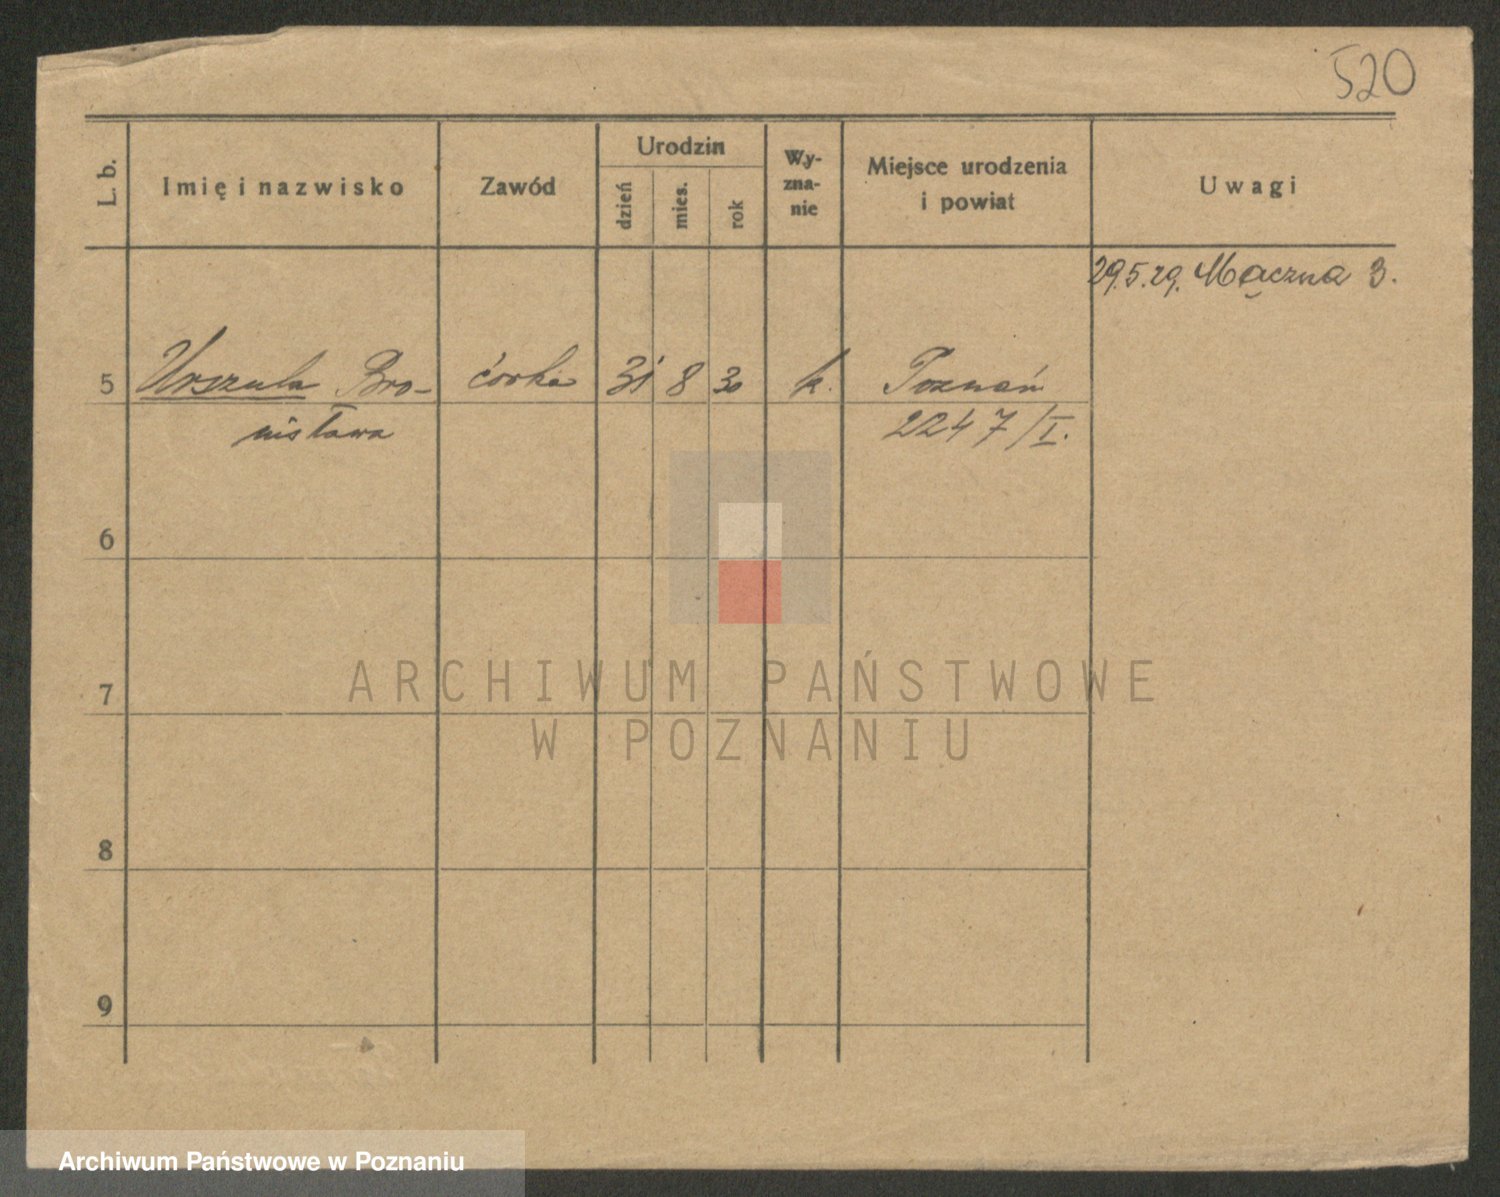 520
L. b.
Imię i nazwisko
Zawód
Urodzin
dzień
mies.
rok
Wy-
zna-
nie
Miejsce urodzenia
i powiat
Uwagi
29.5.29. Mączna 3.
5 Urszula Bro- córka 31 8 30 k. Poznań
nisława 2247/I.
6
7
8
9
ARCHIWUM PAŃSTWOWE
W POZNANIU
Archiwum Państwowe w Poznaniu